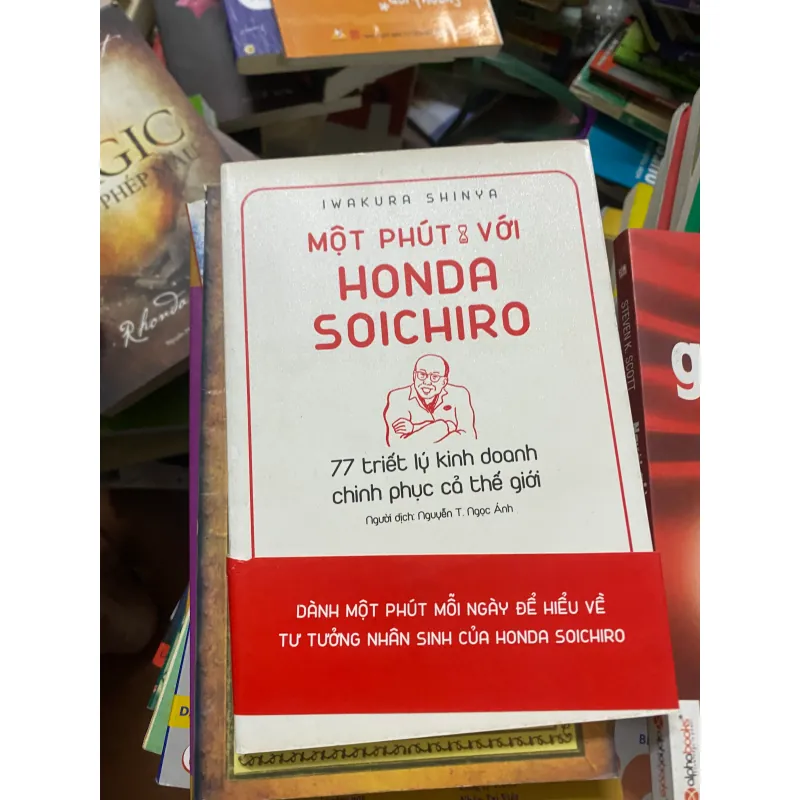 IWAKURA SHINYA
MỘT PHÚT VỚI
HONDA
SOICHIRO
77 triết lý kinh doanh
chinh phục cả thế giới
Người dịch: Nguyễn T. Ngọc Ánh
DÀNH MỘT PHÚT MỖI NGÀY ĐỂ HIỂU VỀ
TƯ TƯỞNG NHÂN SINH CỦA HONDA SOICHIRO
GIC
PHÉP MÀU
Rhonda
STEVEN K. SCOTT
g
alphabooks